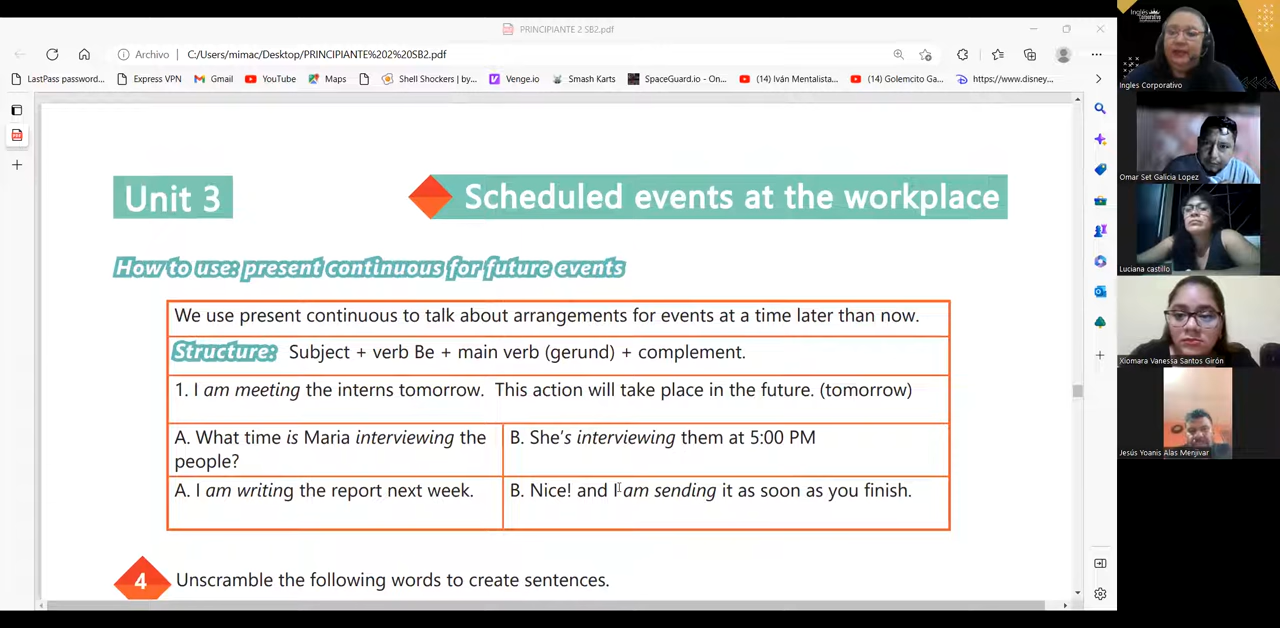 PRINCIPIANTE 2 SB2.pdf
Archivo | C:/Users/mimac/Desktop/PRINCIPIANTE%202%20SB2.pdf
LastPass password...
Express VPN
Gmail
YouTube
Maps
Shell Shockers | by...
Venge.io
Smash Karts
SpaceGuard.io - On...
(14) Iván Mentalista...
(14) Golemcito Ga...
https://www.disney...
Unit 3
Scheduled events at the workplace
How to use: present continuous for future events
We use present continuous to talk about arrangements for events at a time later than now.
Structure: Subject + verb Be + main verb (gerund) + complement.
1. I am meeting the interns tomorrow. This action will take place in the future. (tomorrow)
A. What time is Maria interviewing the
people?
B. She's interviewing them at 5:00 PM
A. I am writing the report next week.
B. Nice! and I am sending it as soon as you finish.
4 Unscramble the following words to create sentences.
Inglés
Corporativo
Ingles Corporativo
Omar Set Galicia Lopez
Luciana castillo
Xiomara Vanessa Santos Girón
Jesús Yoanis Alas Menjivar